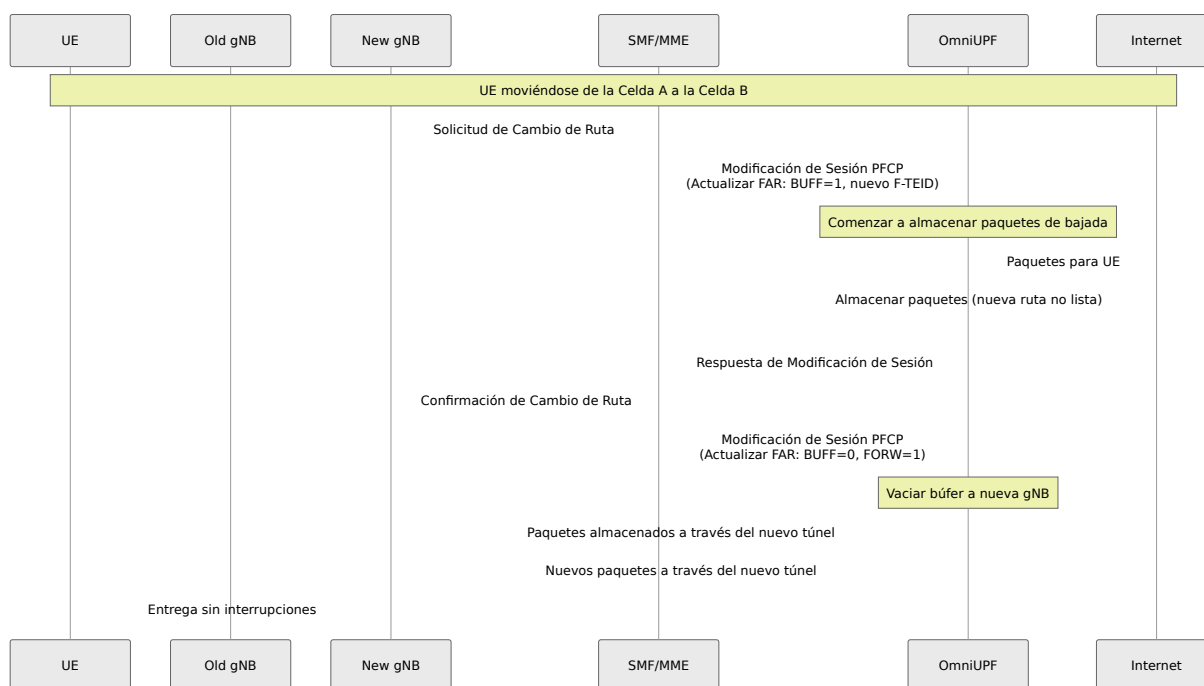 UE
Old gNB
New gNB
SMF/MME
OmniUPF
Internet
UE moviéndose de la Celda A a la Celda B
Solicitud de Cambio de Ruta
Modificación de Sesión PFCP
(Actualizar FAR: BUFF=1, nuevo F-TEID)
Comenzar a almacenar paquetes de bajada
Paquetes para UE
Almacenar paquetes (nueva ruta no lista)
Respuesta de Modificación de Sesión
Confirmación de Cambio de Ruta
Modificación de Sesión PFCP
(Actualizar FAR: BUFF=0, FORW=1)
Vaciar búfer a nueva gNB
Paquetes almacenados a través del nuevo túnel
Nuevos paquetes a través del nuevo túnel
Entrega sin interrupciones
UE
Old gNB
New gNB
SMF/MME
OmniUPF
Internet